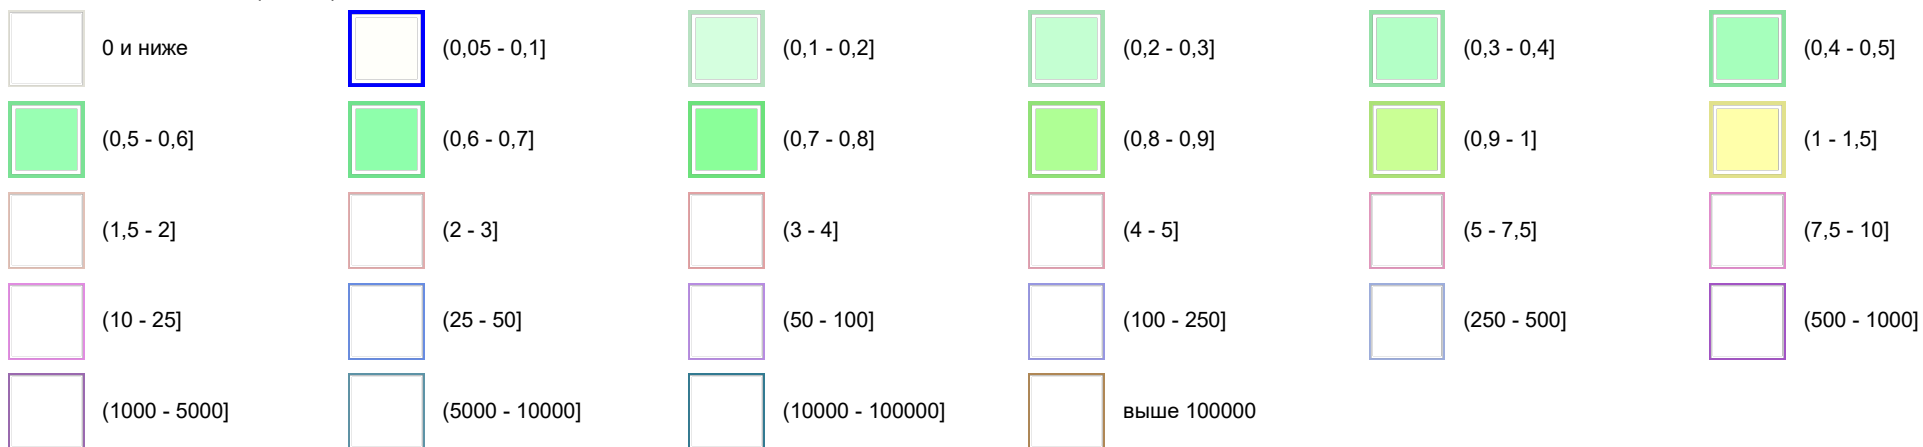 0 и ниже (0,05 - 0,1] (0,1 - 0,2] (0,2 - 0,3] (0,3 - 0,4] (0,4 - 0,5]
(0,5 - 0,6] (0,6 - 0,7] (0,7 - 0,8] (0,8 - 0,9] (0,9 - 1] (1 - 1,5]
(1,5 - 2] (2 - 3] (3 - 4] (4 - 5] (5 - 7,5] (7,5 - 10]
(10 - 25] (25 - 50] (50 - 100] (100 - 250] (250 - 500] (500 - 1000]
(1000 - 5000] (5000 - 10000] (10000 - 100000] выше 100000